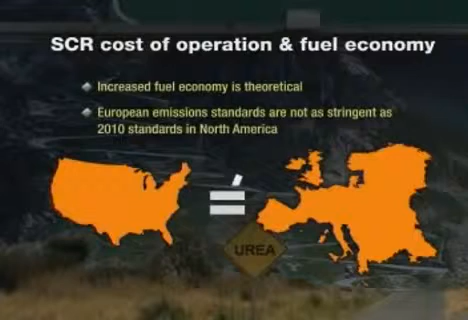 SCR cost of operation & fuel economy
Increased fuel economy is theoretical
European emissions standards are not as stringent as
2010 standards in North America
UREA